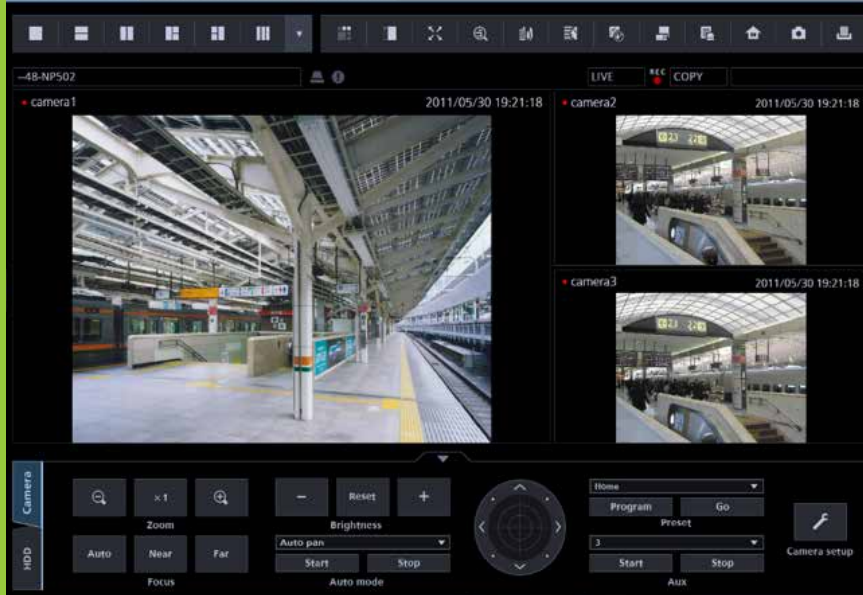 —48-NP502
LIVE
REC
COPY
camera1
2011/05/30 19:21:18
camera2
2011/05/30 19:21:18
camera3
2011/05/30 19:21:18
Camera
HDD
×1
Zoom
Auto
Near
Far
Focus
Reset
Brightness
Auto pan
Start
Stop
Auto mode
Home
Program
Go
Preset
3
Start
Stop
Aux
Camera setup